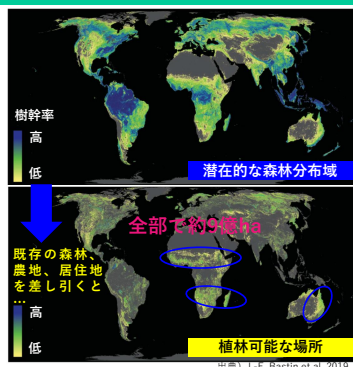 樹幹率
高
低
潜在的な森林分布域
全部で約9億ha
既存の森林、
農地、居住地
を差し引くと
…
高
低
植林可能な場所
出典）J.-F. Bastin et al. 2019